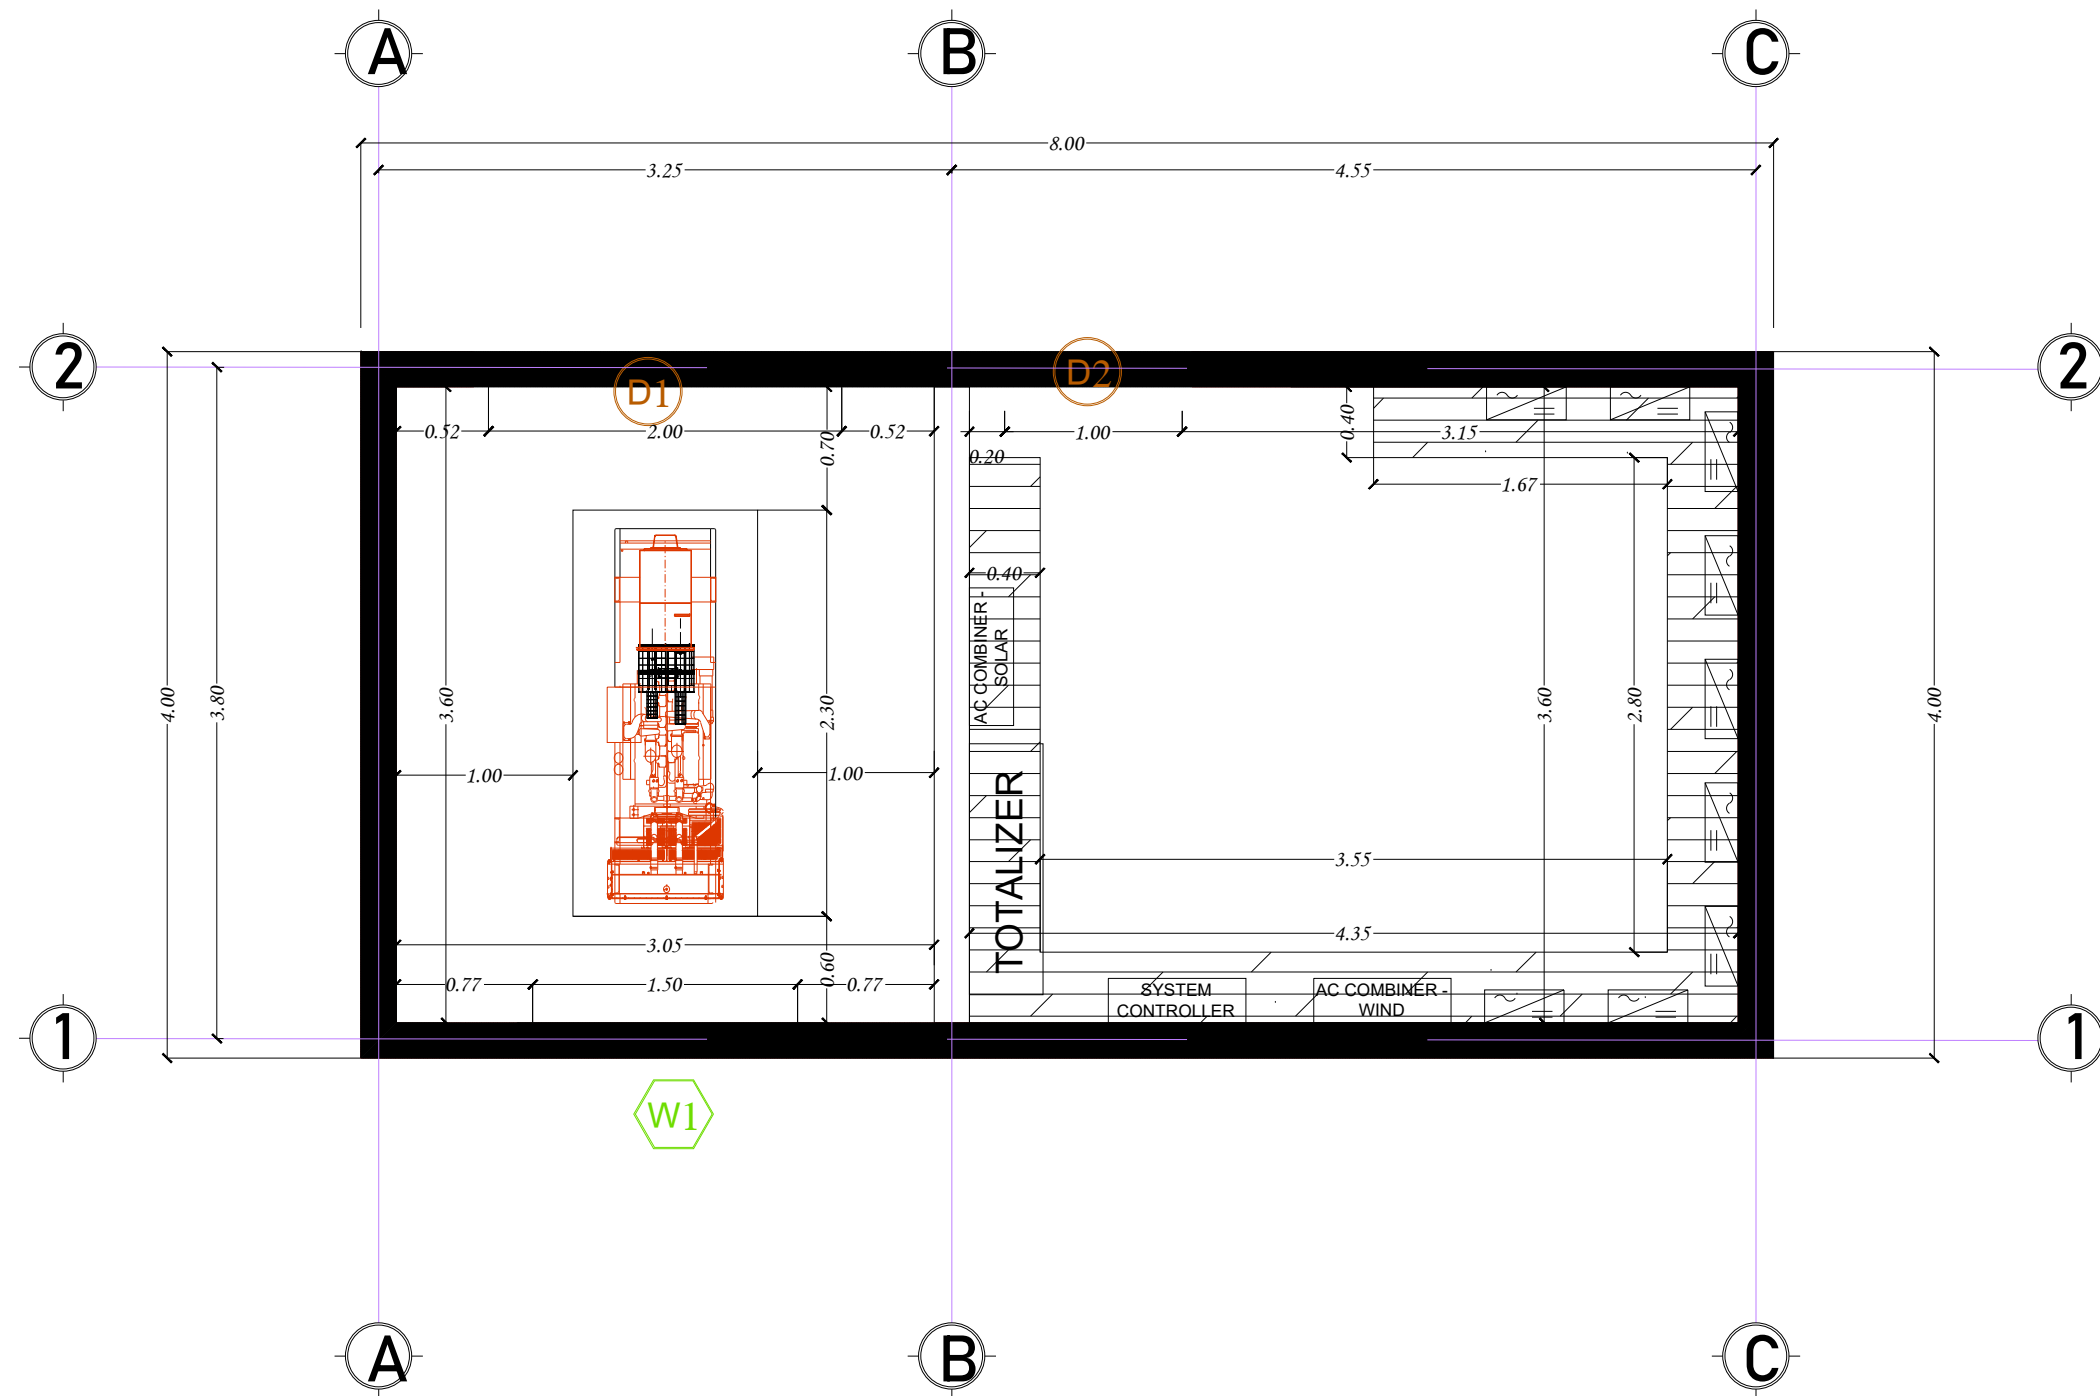 A B C
8.00
3.25 4.55
2 2
D1 D2
0.52 2.00 0.52 1.00 3.15
0.70
0.40
0.20
1.67
0.40
AC COMBINER -
SOLAR
4.00 3.80 3.60 2.30 3.60 2.80 4.00
1.00 1.00
TOTALIZER
3.55
3.05 4.35
0.77 1.50 0.60 0.77
SYSTEM
CONTROLLER
AC COMBINER -
WIND
1 1
W1
A B C